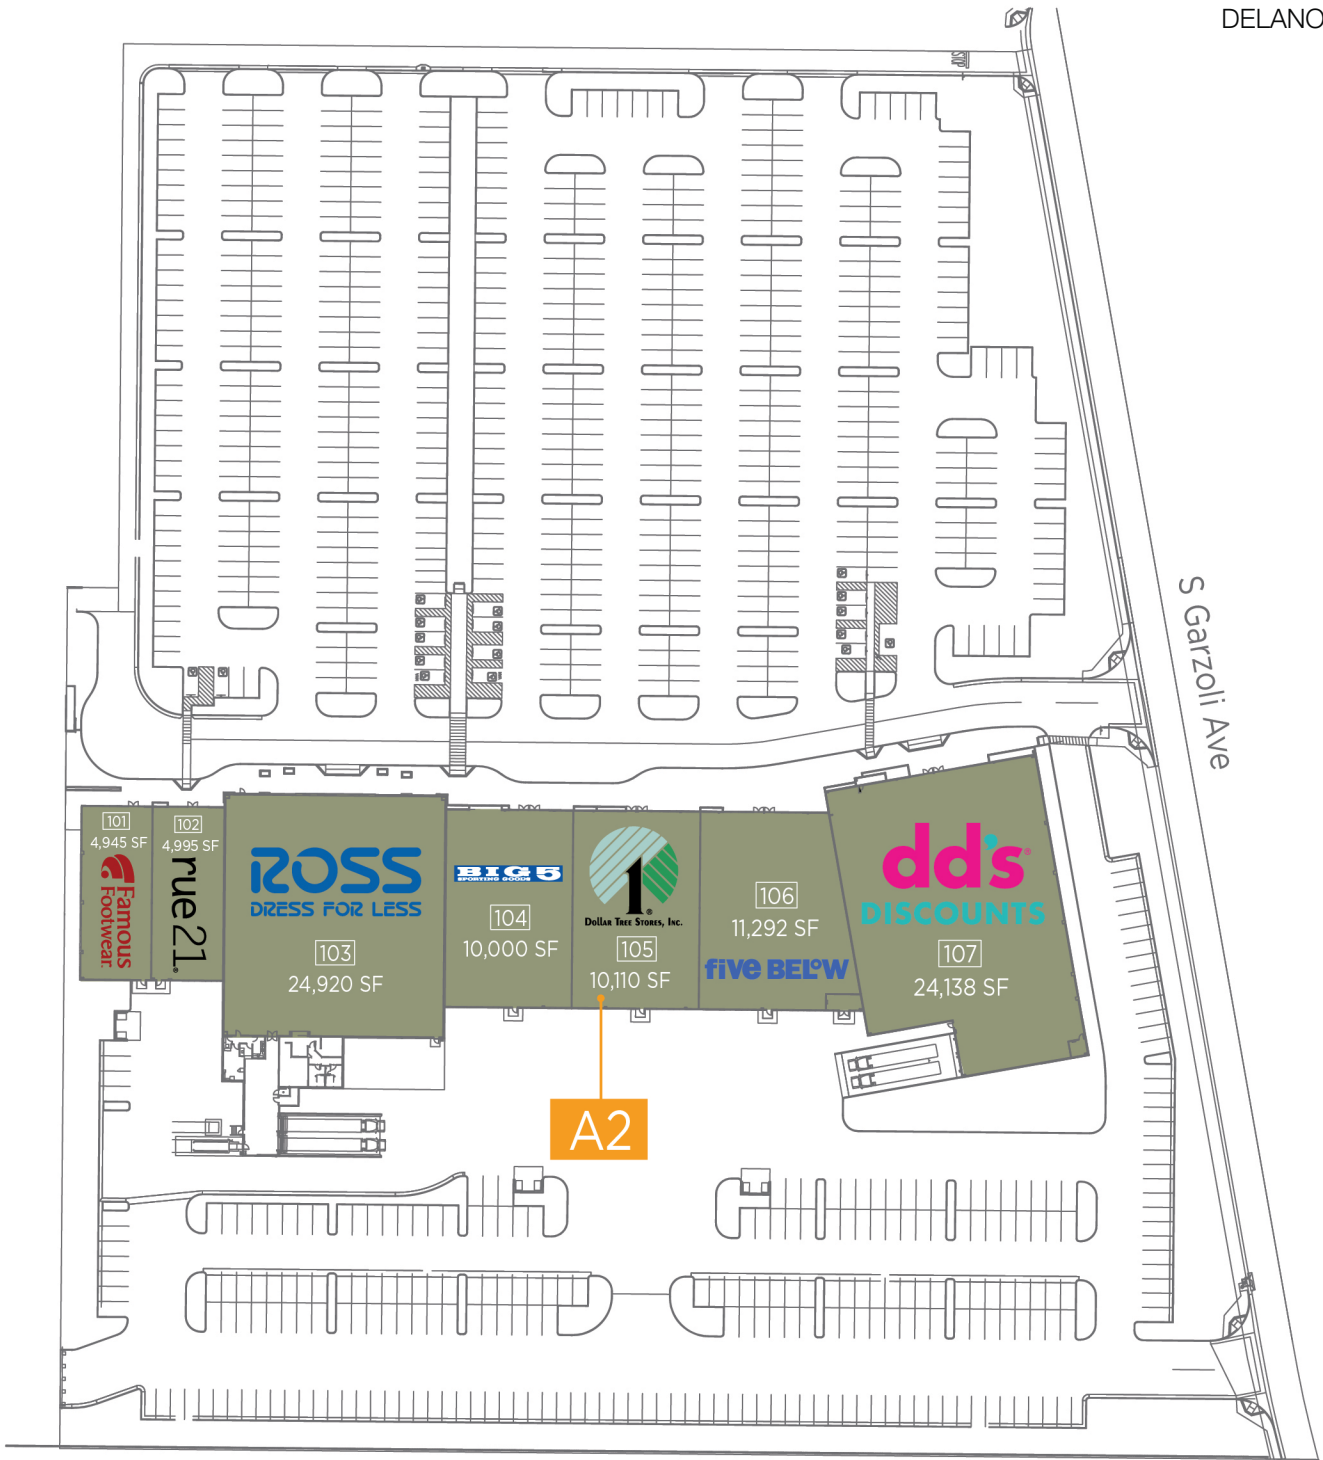 DELANO
STOP
S Garzoli Ave
101
4,945 SF
Famous
Footwear.
102
4,995 SF
rue21.
ROSS
DRESS FOR LESS
103
24,920 SF
BIG 5
SPORTING GOODS
104
10,000 SF
1
Dollar Tree Stores, Inc.
105
10,110 SF
106
11,292 SF
five BELOW
dd's
DISCOUNTS
107
24,138 SF
A2